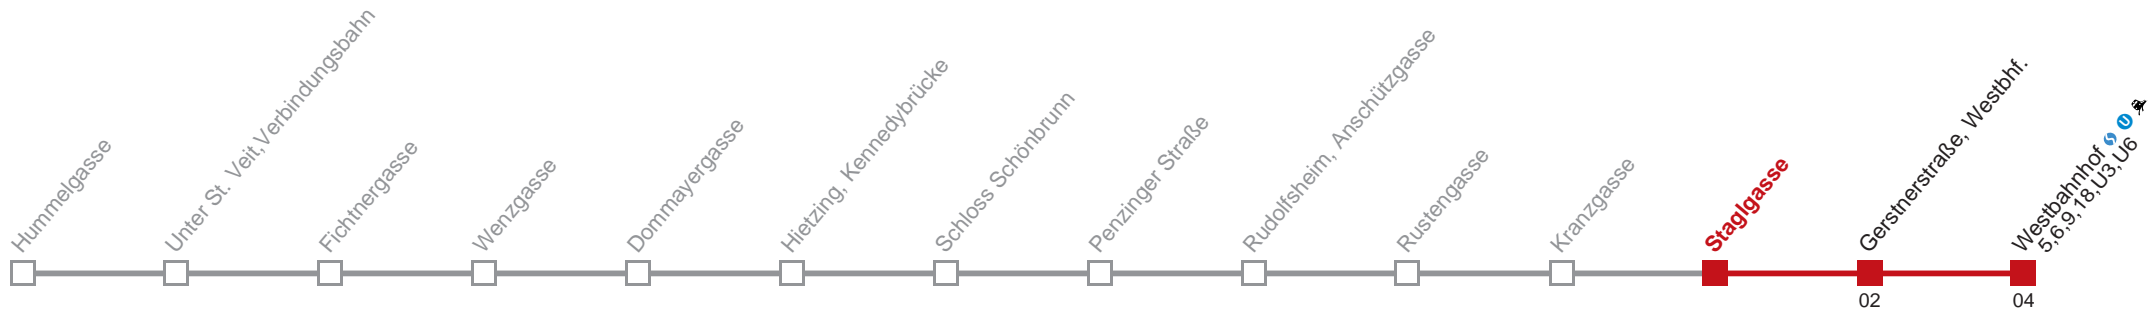 Hummelgasse
Unter St. Veit,Verbindungsbahn
Fichtnergasse
Wenzgasse
Dommayergasse
Hietzing, Kennedybrücke
Schloss Schönbrunn
Penzinger Straße
Rudolfsheim, Anschützgasse
Rustengasse
Kranzgasse
Staglgasse
Gerstnerstraße, Westbhf.
Westbahnhof U
5,6,9,18,U3,U6
02
04